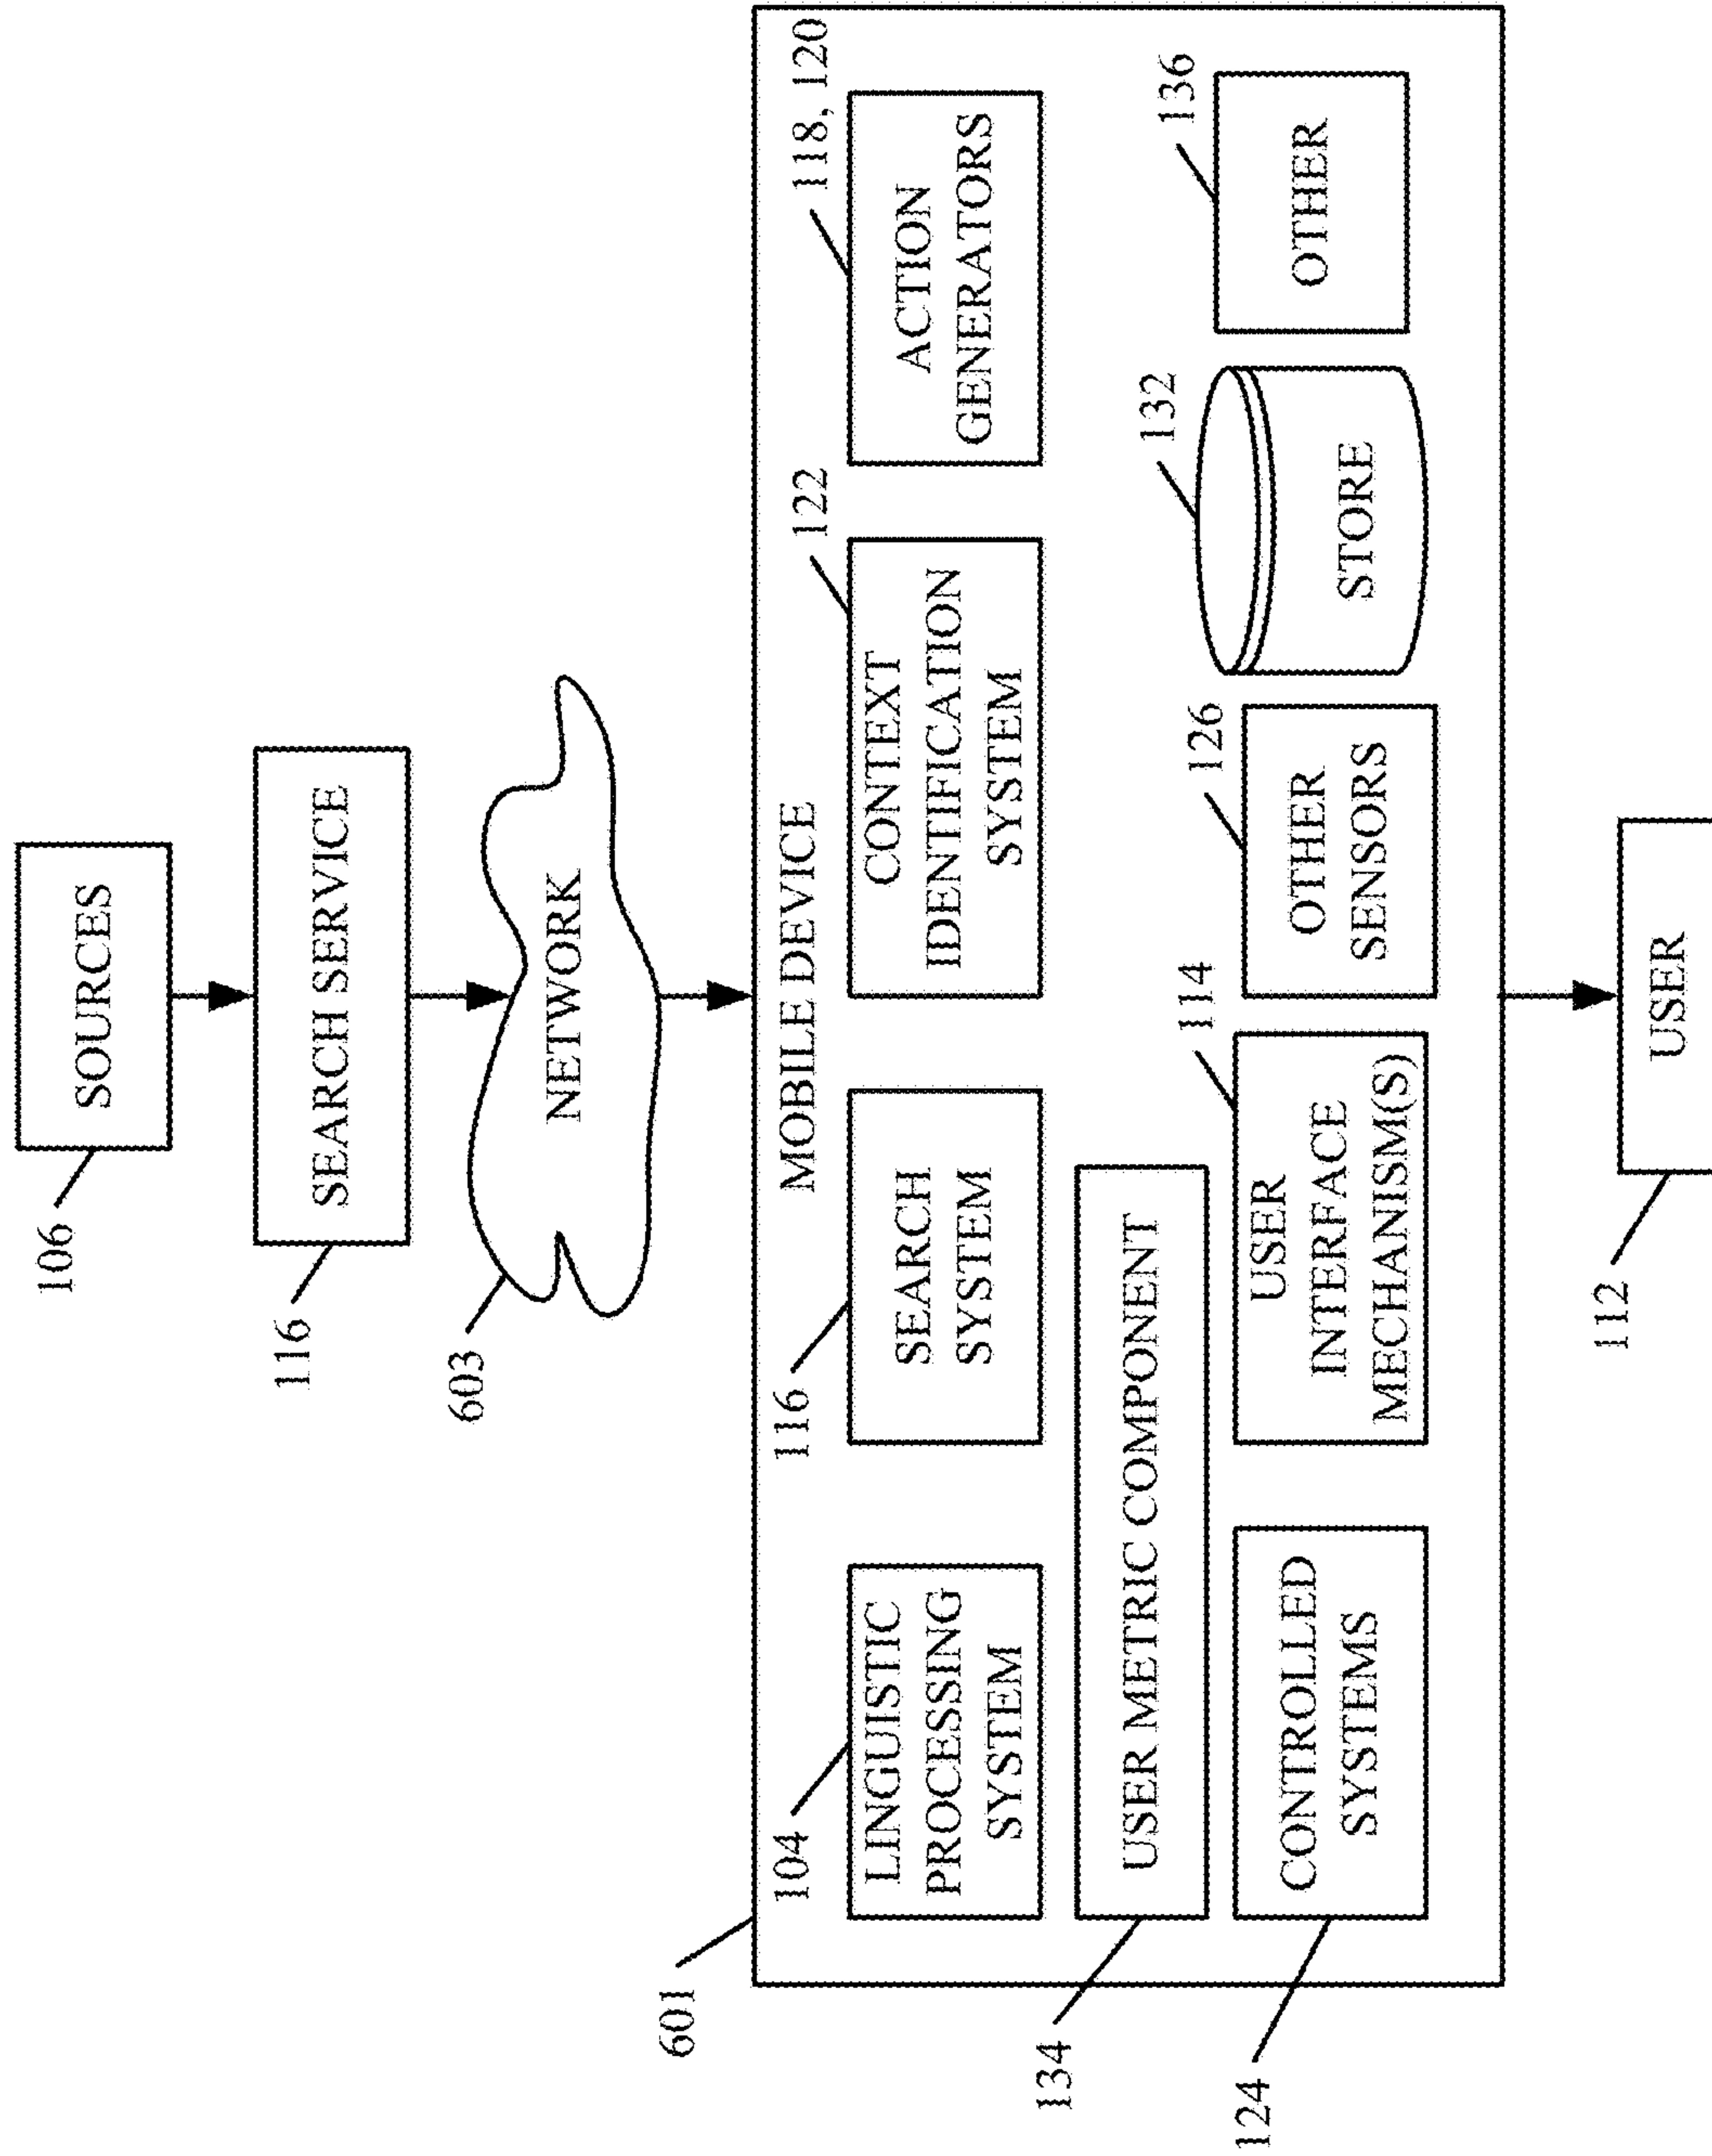 SOURCES
106
SEARCH SERVICE
116
NETWORK
603
MOBILE DEVICE
601
104
LINGUISTIC
PROCESSING
SYSTEM
116
SEARCH
SYSTEM
122
CONTEXT
IDENTIFICATION
SYSTEM
118, 120
ACTION
GENERATORS
134
USER METRIC COMPONENT
124
CONTROLLED
SYSTEMS
114
USER
INTERFACE
MECHANISM(S)
126
OTHER
SENSORS
132
STORE
136
OTHER
USER
112